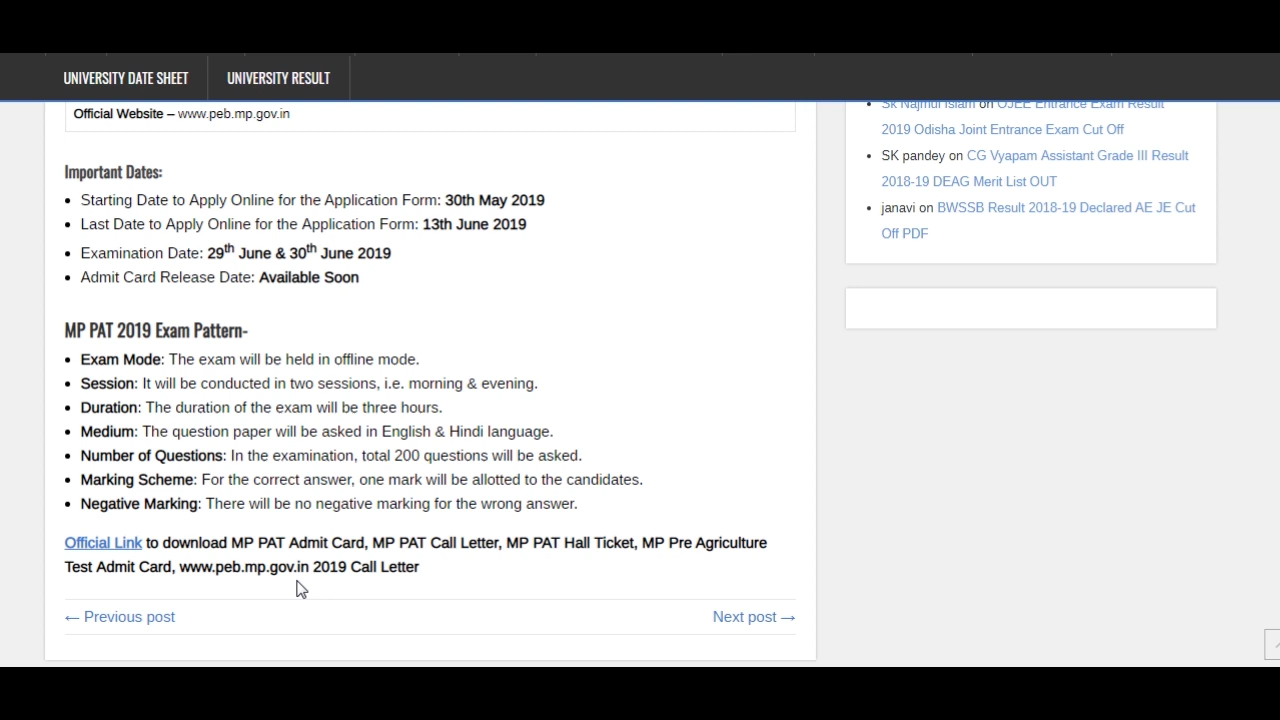 UNIVERSITY DATE SHEET
UNIVERSITY RESULT
Official Website – www.peb.mp.gov.in
Important Dates:
Starting Date to Apply Online for the Application Form: 30th May 2019
Last Date to Apply Online for the Application Form: 13th June 2019
Examination Date: 29th June & 30th June 2019
Admit Card Release Date: Available Soon
MP PAT 2019 Exam Pattern-
Exam Mode: The exam will be held in offline mode.
Session: It will be conducted in two sessions, i.e. morning & evening.
Duration: The duration of the exam will be three hours.
Medium: The question paper will be asked in English & Hindi language.
Number of Questions: In the examination, total 200 questions will be asked.
Marking Scheme: For the correct answer, one mark will be allotted to the candidates.
Negative Marking: There will be no negative marking for the wrong answer.
Official Link to download MP PAT Admit Card, MP PAT Call Letter, MP PAT Hall Ticket, MP Pre Agriculture
Test Admit Card, www.peb.mp.gov.in 2019 Call Letter
← Previous post
Next post →
Sk Najmul Islam on OJEE Entrance Exam Result
2019 Odisha Joint Entrance Exam Cut Off
SK pandey on CG Vyapam Assistant Grade III Result
2018-19 DEAG Merit List OUT
janavi on BWSSB Result 2018-19 Declared AE JE Cut
Off PDF